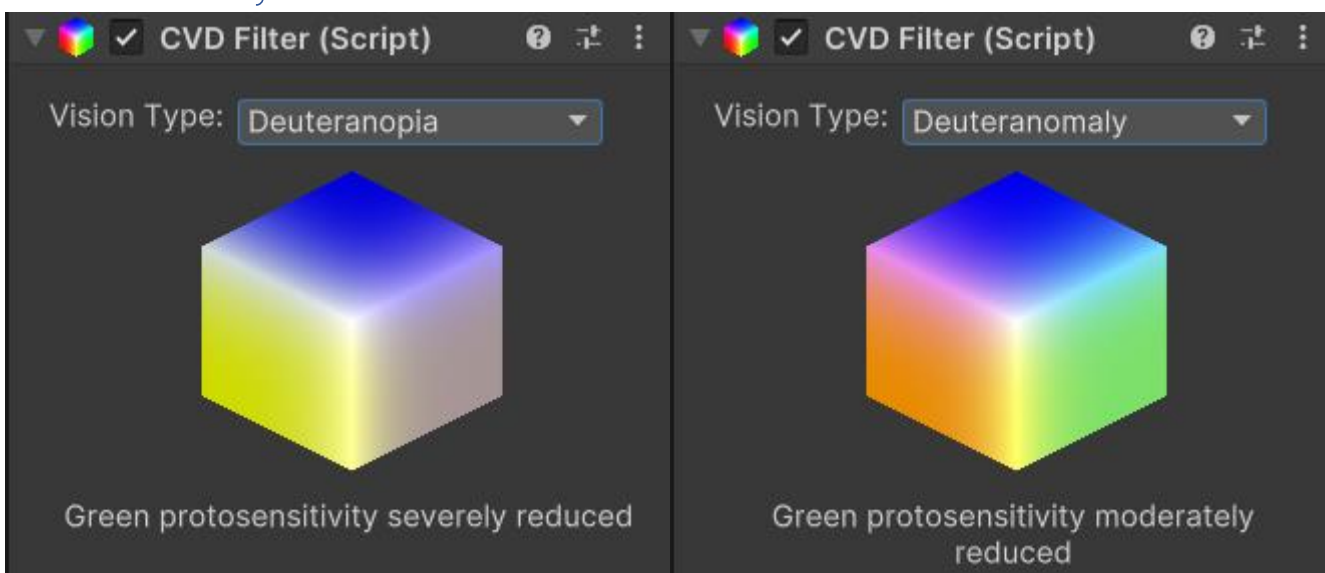 CVD Filter (Script)
Vision Type: Deuteranopia
Green protosensitivity severely reduced
CVD Filter (Script)
Vision Type: Deuteranomaly
Green protosensitivity moderately
reduced